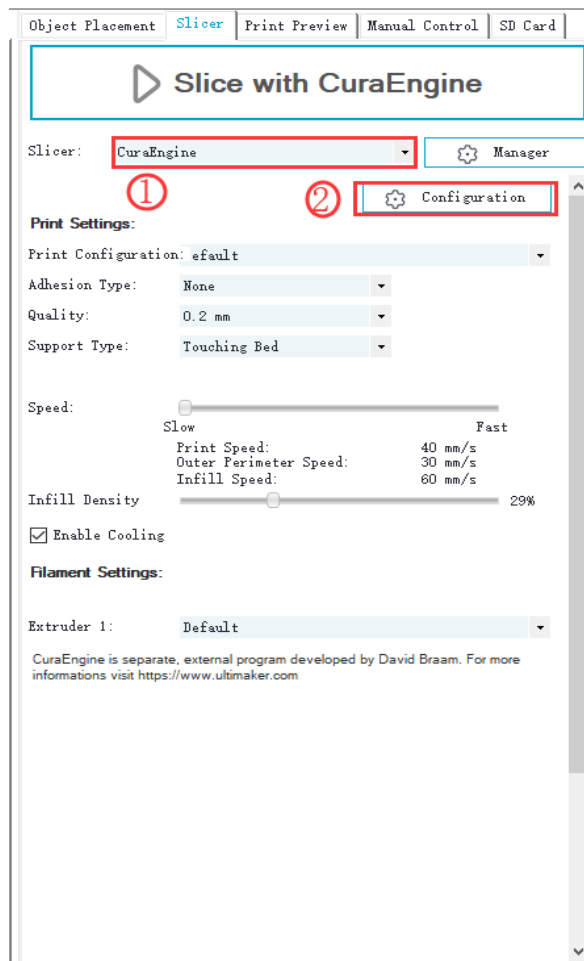 Object Placement Slicer Print Preview Manual Control SD Card
Slice with CuraEngine
Slicer: CuraEngine Manager
① ② Configuration
Print Settings:
Print Configuration: efault
Adhesion Type: None
Quality: 0.2 mm
Support Type: Touching Bed
Speed:
Slow Fast
Print Speed: 40 mm/s
Outer Perimeter Speed: 30 mm/s
Infill Speed: 60 mm/s
Infill Density 29%
Enable Cooling
Filament Settings:
Extruder 1: Default
CuraEngine is separate, external program developed by David Braam. For more
informations visit https://www.ultimaker.com